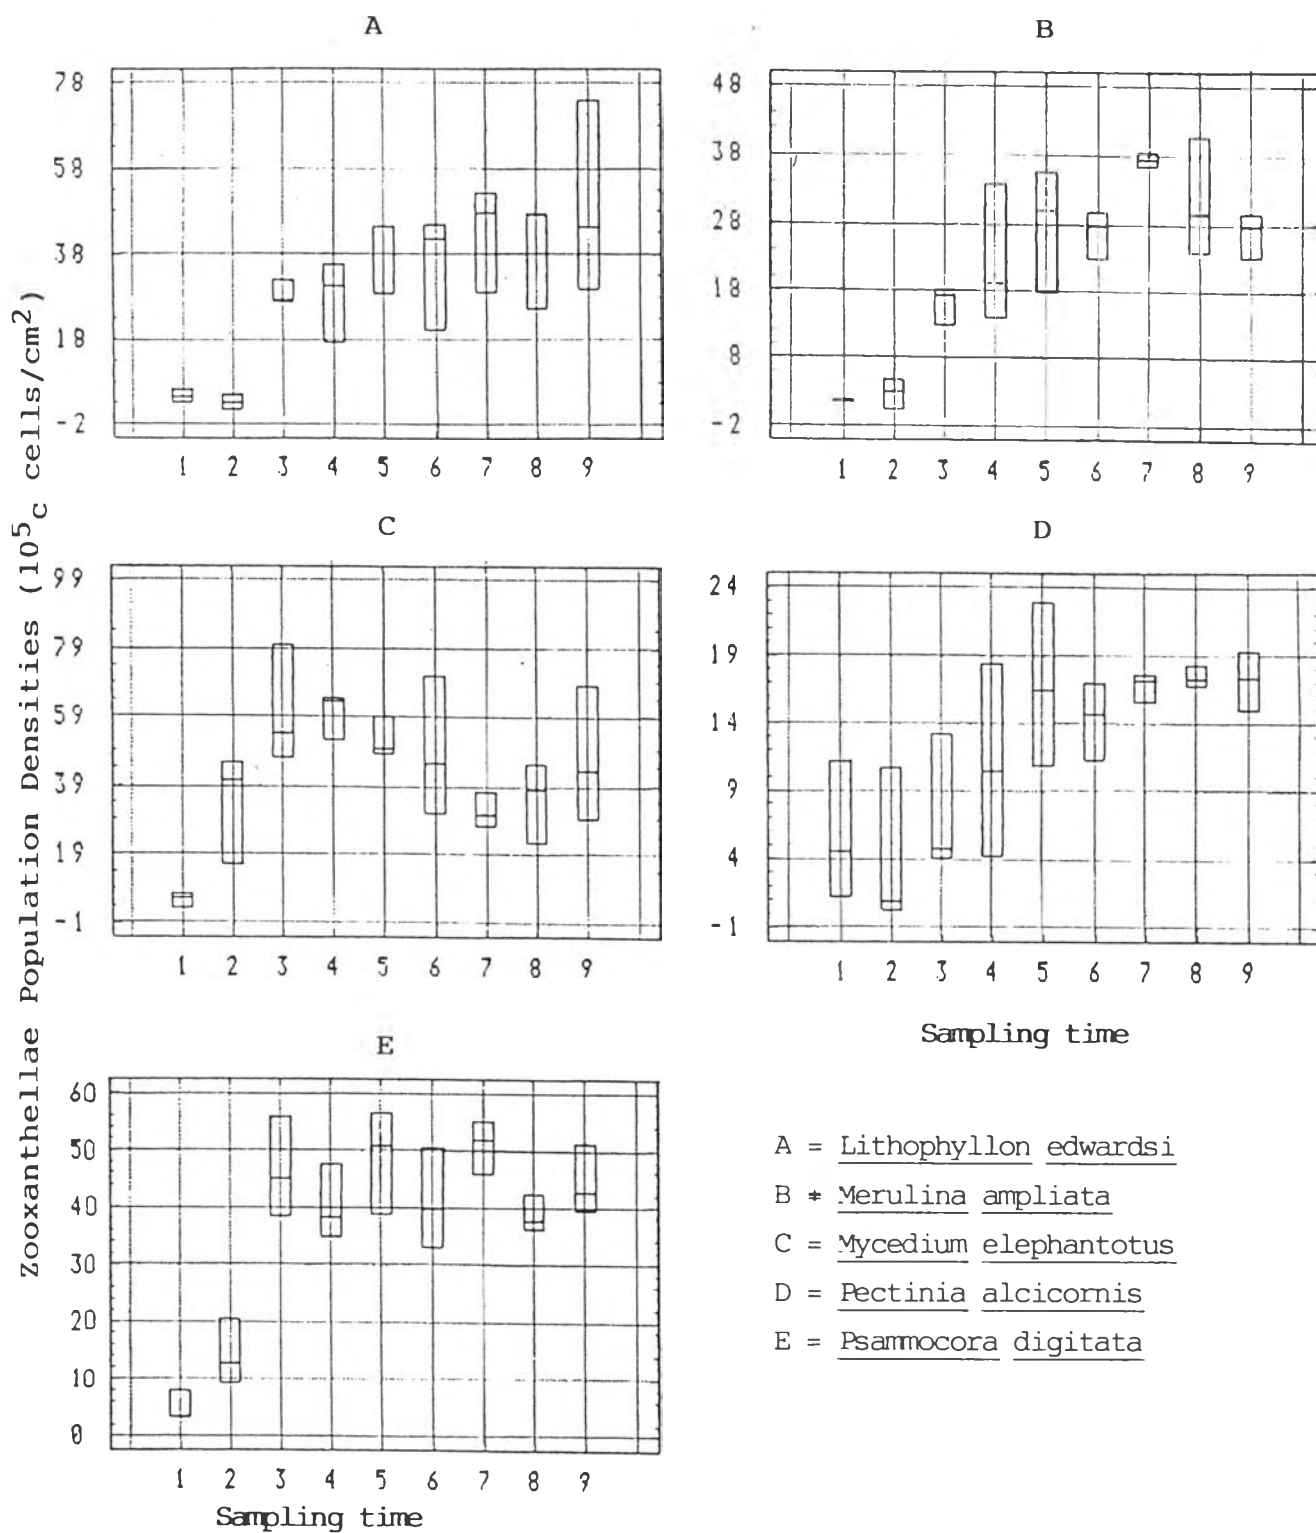 A
78
58
38
18
-2
1 2 3 4 5 6 7 8 9
B
48
38
28
18
8
-2
1 2 3 4 5 6 7 8 9
C
99
79
59
39
19
-1
1 2 3 4 5 6 7 8 9
D
24
19
14
9
4
-1
1 2 3 4 5 6 7 8 9
Sampling time
E
60
50
40
30
20
10
0
1 2 3 4 5 6 7 8 9
Sampling time
Zooxanthellae Population Densities (10⁵c cells/cm²)
A = Lithophyllon edwardsi
B = Merulina ampliata
C = Mycedium elephantotus
D = Pectinia alcicornis
E = Psammocora digitata